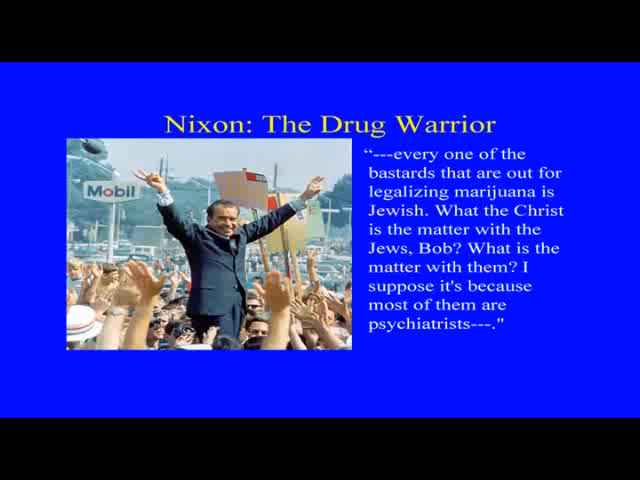 Nixon: The Drug Warrior
Mobil
“---every one of the
bastards that are out for
legalizing marijuana is
Jewish. What the Christ
is the matter with the
Jews, Bob? What is the
matter with them? I
suppose it's because
most of them are
psychiatrists---."